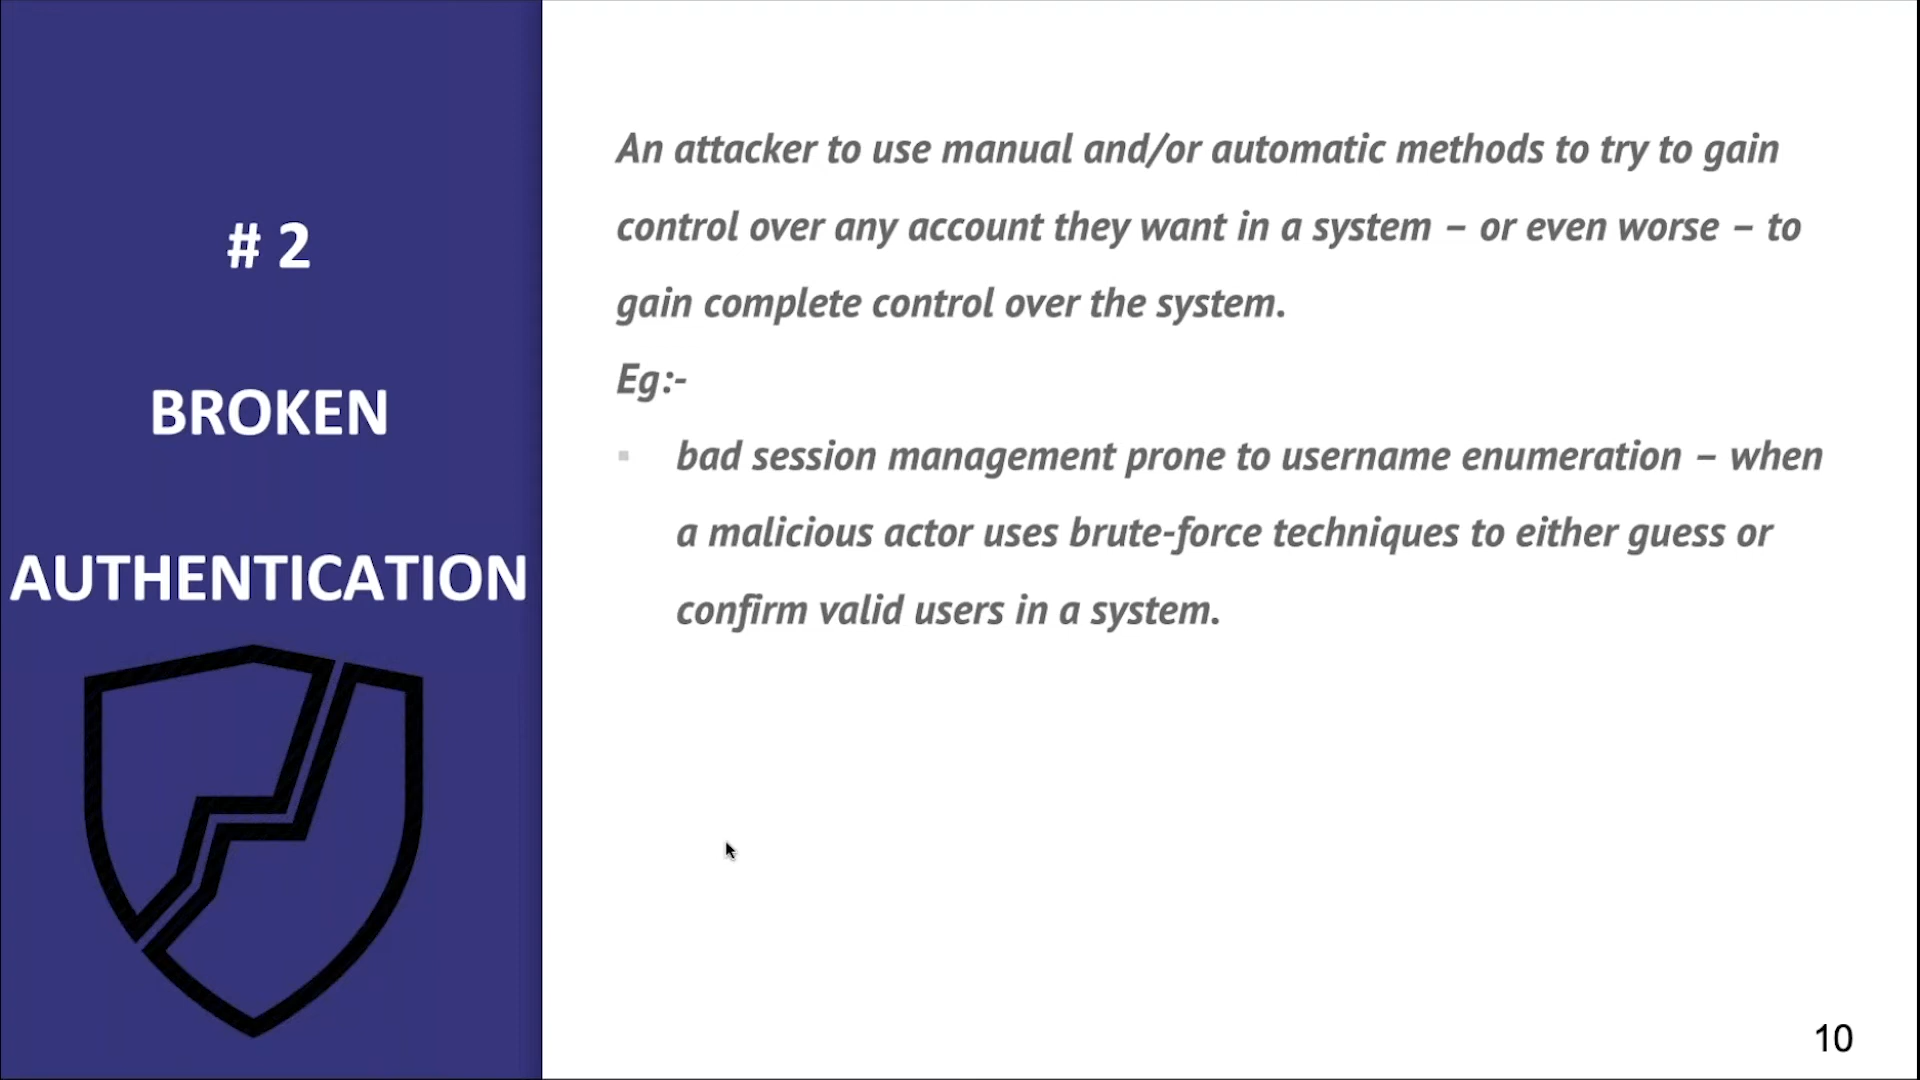 # 2
BROKEN
AUTHENTICATION
An attacker to use manual and/or automatic methods to try to gain
control over any account they want in a system – or even worse – to
gain complete control over the system.
Eg:-
▪ bad session management prone to username enumeration – when
a malicious actor uses brute-force techniques to either guess or
confirm valid users in a system.
10